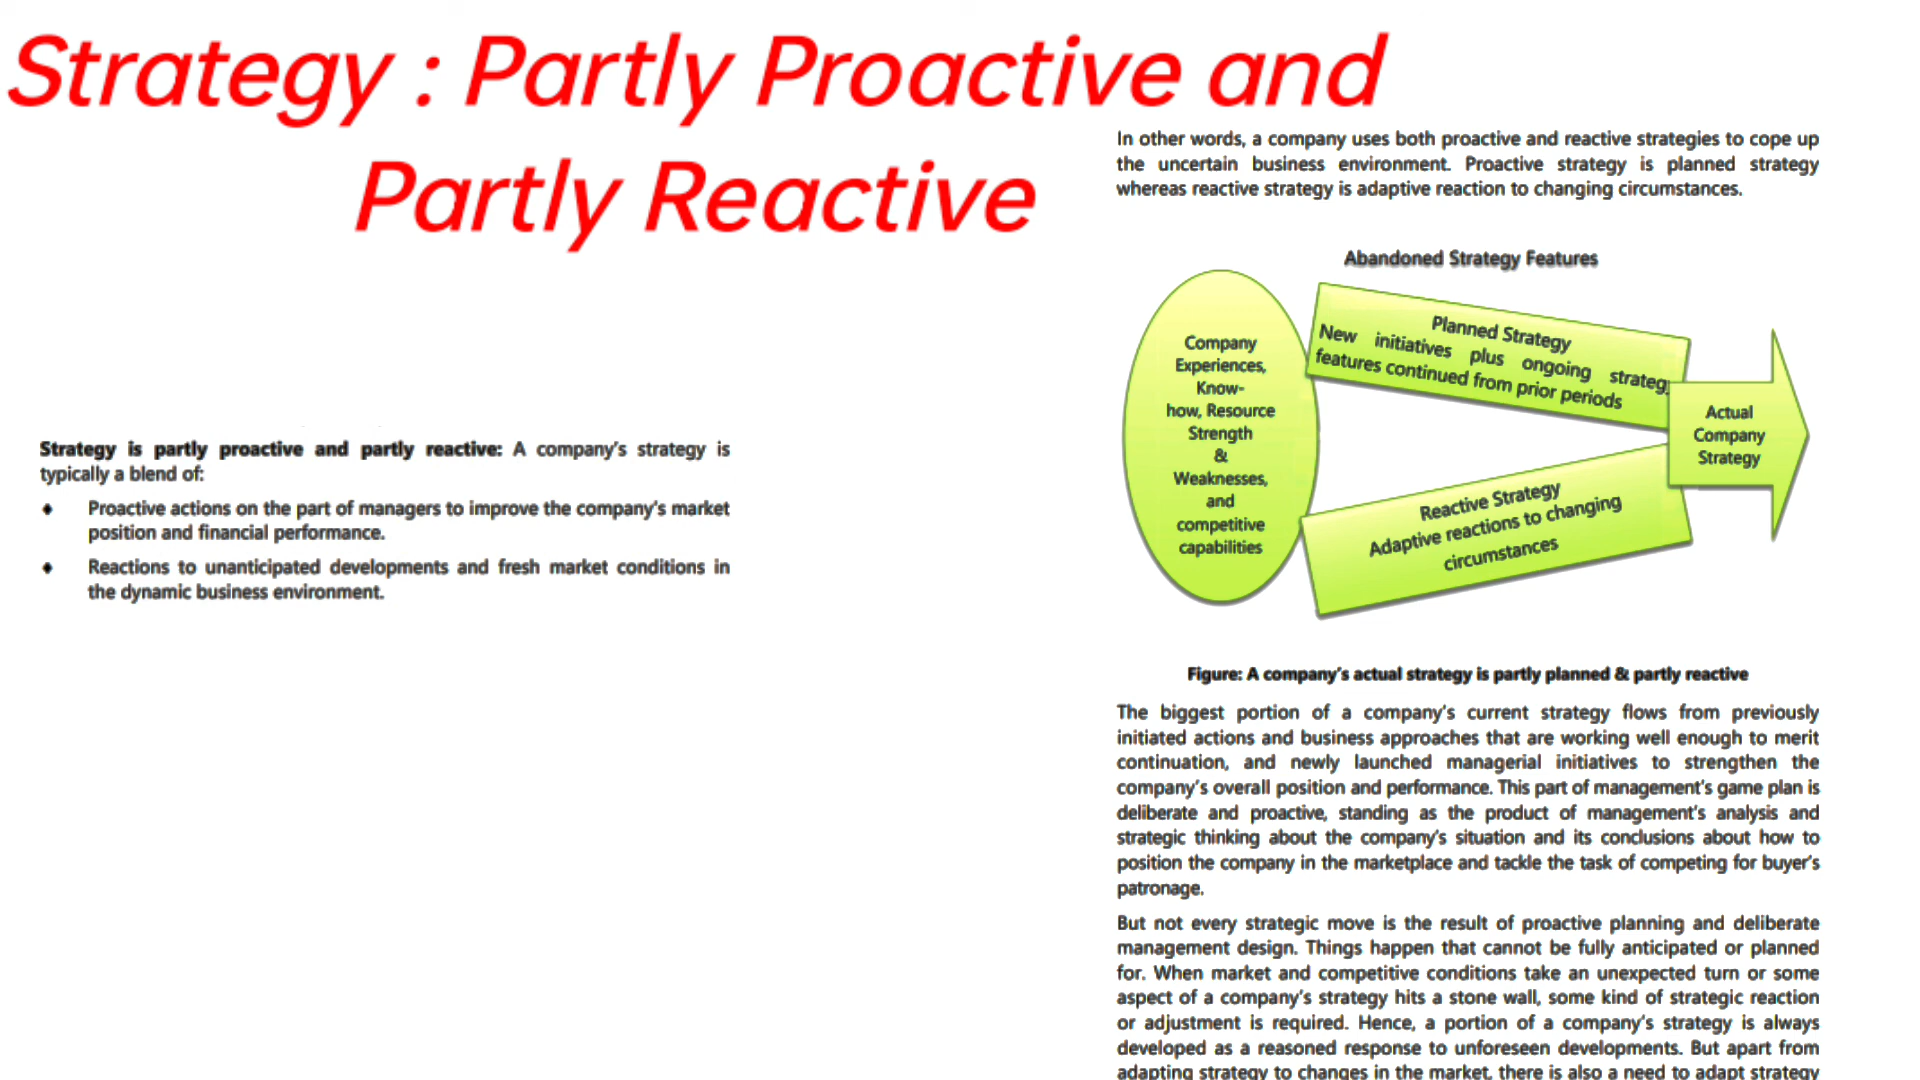 Strategy : Partly Proactive and
Partly Reactive
Strategy is partly proactive and partly reactive: A company's strategy is
typically a blend of:
♦ Proactive actions on the part of managers to improve the company's market
position and financial performance.
♦ Reactions to unanticipated developments and fresh market conditions in
the dynamic business environment.
In other words, a company uses both proactive and reactive strategies to cope up
the uncertain business environment. Proactive strategy is planned strategy
whereas reactive strategy is adaptive reaction to changing circumstances.
Abandoned Strategy Features
Company
Experiences,
Know-
how, Resource
Strength
&
Weaknesses,
and
competitive
capabilities
Planned Strategy
New initiatives plus ongoing strateg
features continued from prior periods
Reactive Strategy
Adaptive reactions to changing
circumstances
Actual
Company
Strategy
Figure: A company's actual strategy is partly planned & partly reactive
The biggest portion of a company's current strategy flows from previously
initiated actions and business approaches that are working well enough to merit
continuation, and newly launched managerial initiatives to strengthen the
company's overall position and performance. This part of management's game plan is
deliberate and proactive, standing as the product of management's analysis and
strategic thinking about the company's situation and its conclusions about how to
position the company in the marketplace and tackle the task of competing for buyer's
patronage.
But not every strategic move is the result of proactive planning and deliberate
management design. Things happen that cannot be fully anticipated or planned
for. When market and competitive conditions take an unexpected turn or some
aspect of a company's strategy hits a stone wall, some kind of strategic reaction
or adjustment is required. Hence, a portion of a company's strategy is always
developed as a reasoned response to unforeseen developments. But apart from
adapting strategy to changes in the market, there is also a need to adapt strategy